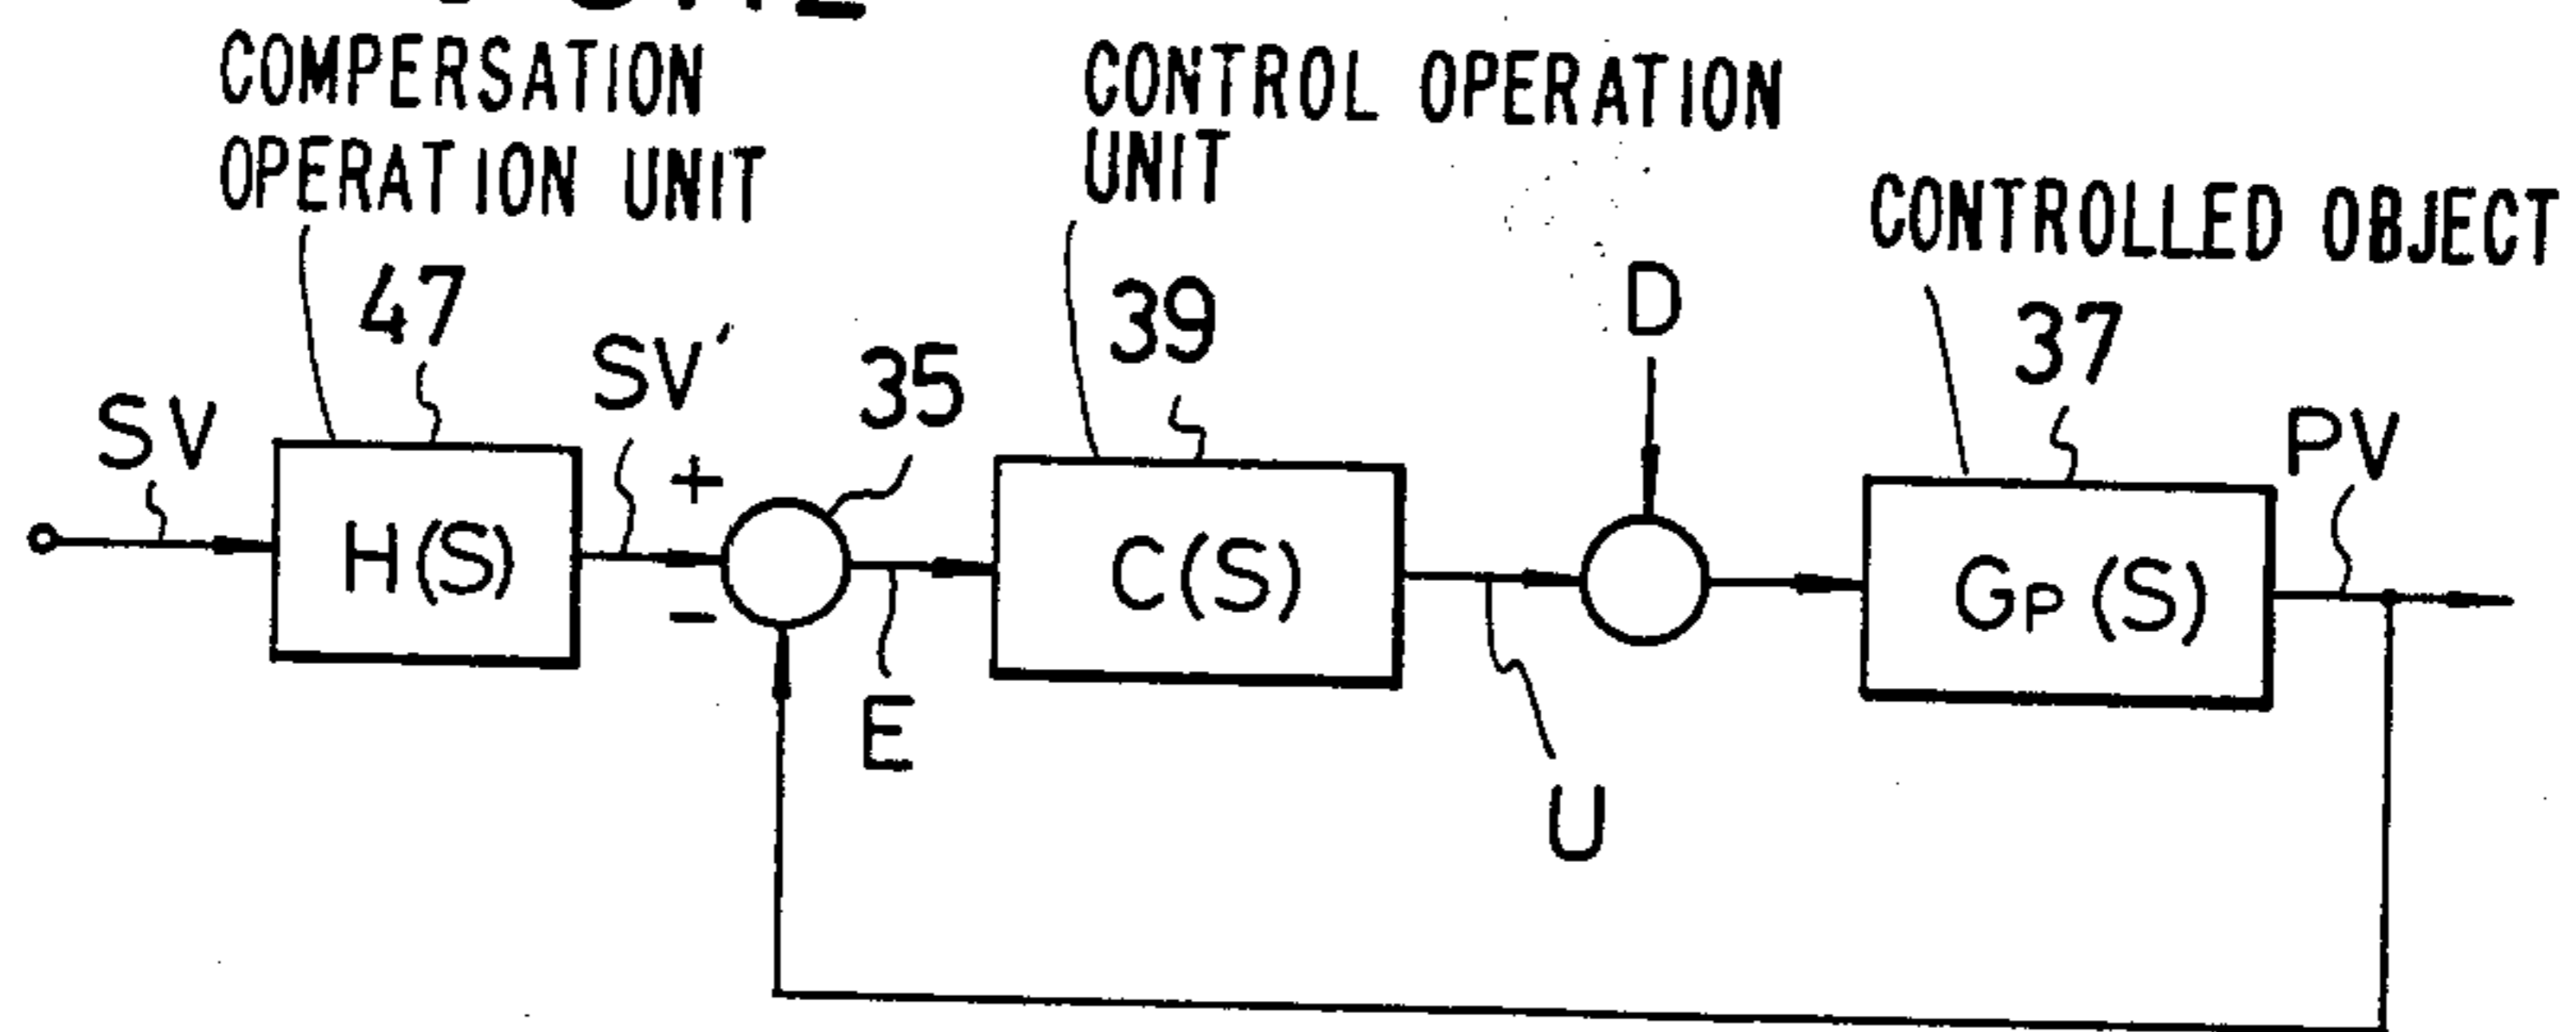 COMPERSATION
OPERATION UNIT
CONTROL OPERATION
UNIT
CONTROLLED OBJECT
47
SV'
35
39
D
37
SV
PV
+
-
H(S)
C(S)
GP(S)
E
U